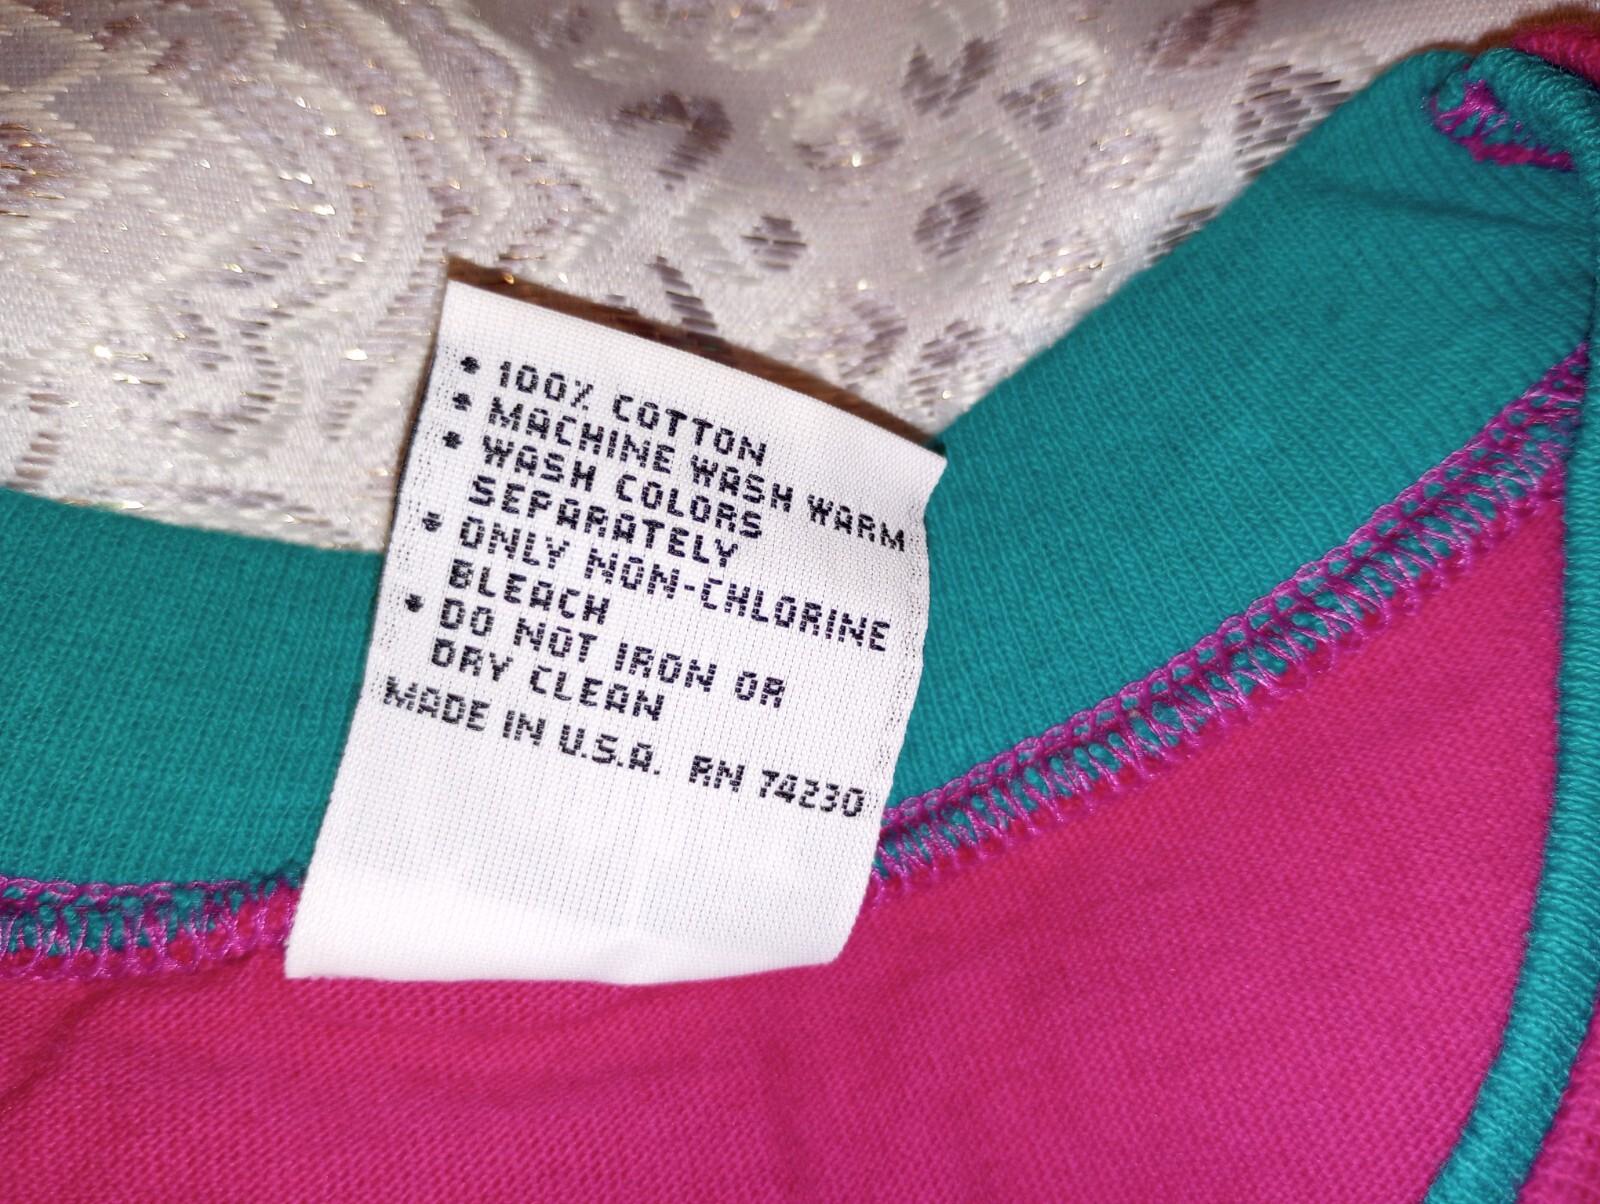 • 100% COTTON
• MACHINE WASH WARM
• WASH COLORS
SEPARATELY
• ONLY NON-CHLORINE
BLEACH
• DO NOT IRON OR
DRY CLEAN
MADE IN U.S.A. RN 74230